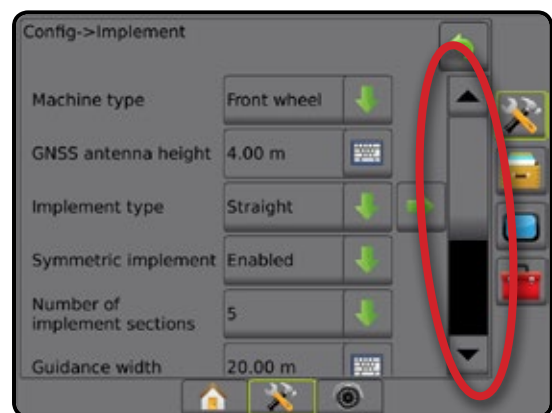 Config->Implement
Machine type Front wheel
GNSS antenna height 4.00 m
Implement type Straight
Symmetric implement Enabled
Number of
implement sections 5
Guidance width 20.00 m